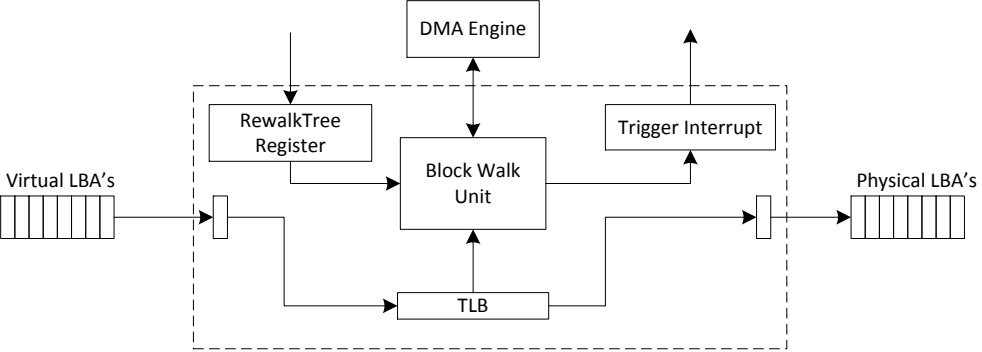 DMA Engine
RewalkTree
Register
Trigger Interrupt
Block Walk
Unit
Virtual LBA's
Physical LBA's
TLB